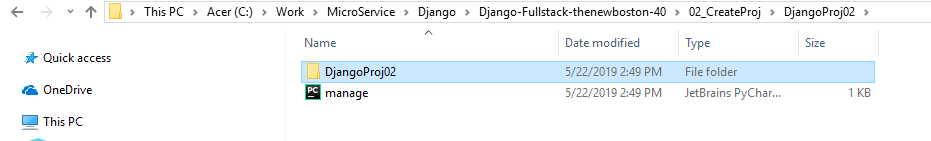 This PC > Acer (C:) > Work > MicroService > Django > Django-Fullstack-thenewboston-40 > 02_CreateProj > DjangoProj02 >
Name Date modified Type Size
Quick access
DjangoProj02 5/22/2019 2:49 PM File folder
OneDrive
PC manage 5/22/2019 2:49 PM JetBrains PyChar... 1 KB
This PC